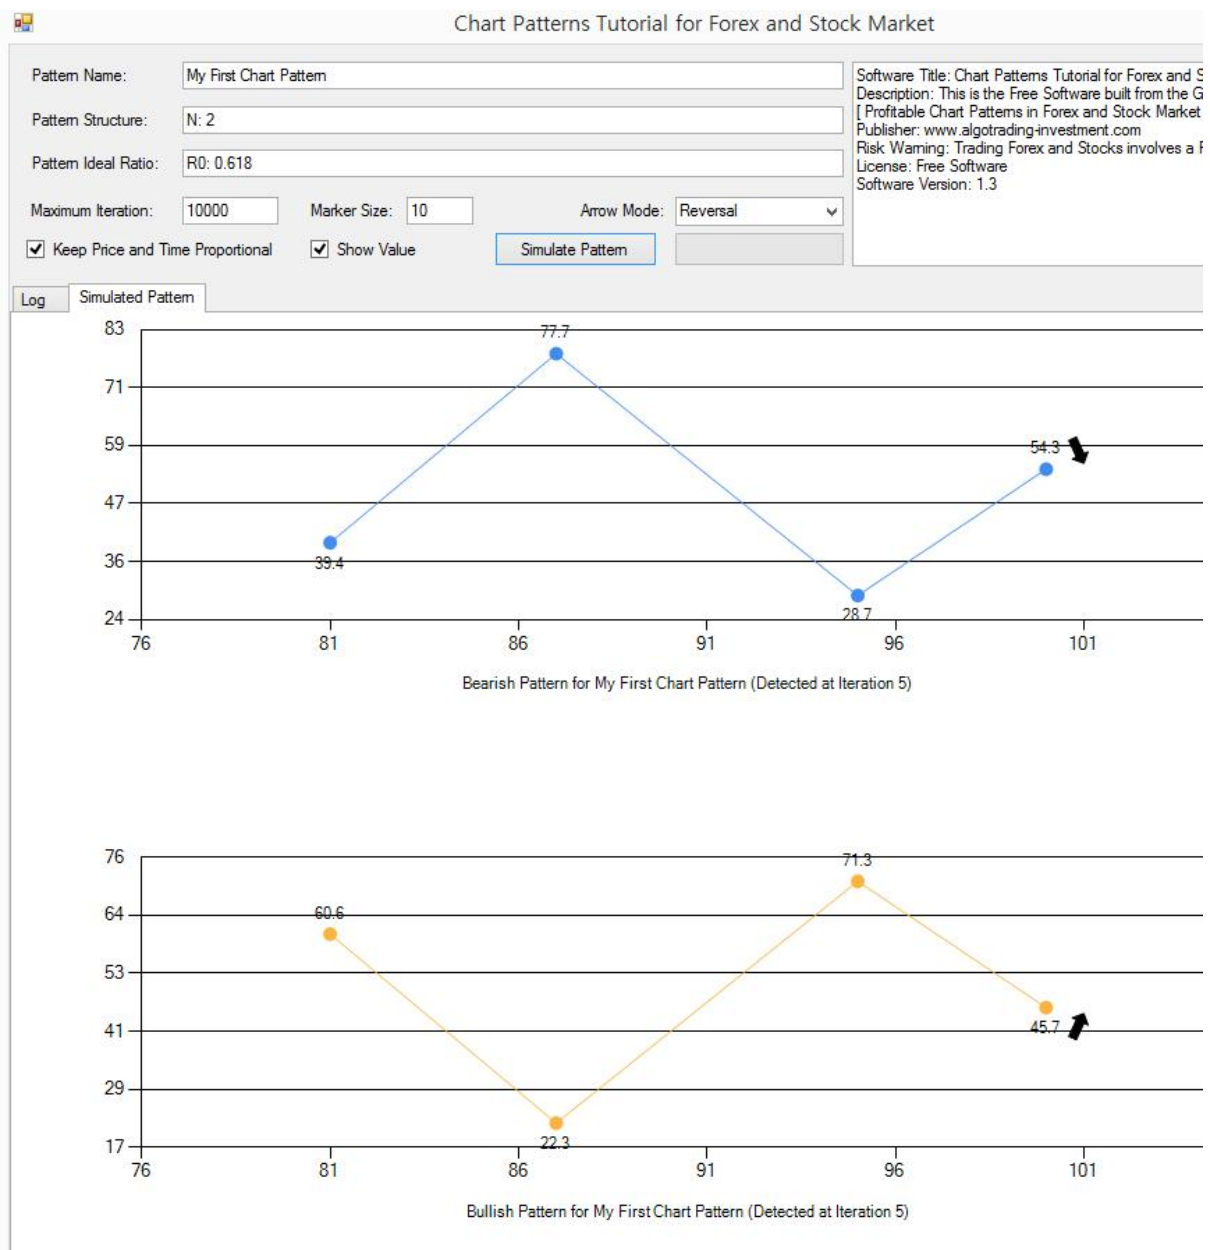 Chart Patterns Tutorial for Forex and Stock Market
Pattern Name: My First Chart Pattern
Pattern Structure: N: 2
Pattern Ideal Ratio: R0: 0.618
Maximum Iteration: 10000 Marker Size: 10 Arrow Mode: Reversal
Keep Price and Time Proportional Show Value Simulate Pattern
Software Title: Chart Patterns Tutorial for Forex and S
Description: This is the Free Software built from the G
[ Profitable Chart Patterns in Forex and Stock Market
Publisher: www.algotrading-investment.com
Risk Warning: Trading Forex and Stocks involves a
License: Free Software
Software Version: 1.3
Log Simulated Pattern
83
77.7
71
59
54.3
47
36
39.4
28.7
24
76 81 86 91 96 101
Bearish Pattern for My First Chart Pattern (Detected at Iteration 5)
76
71.3
64
60.6
53
41
45.7
29
22.3
17
76 81 86 91 96 101
Bullish Pattern for My First Chart Pattern (Detected at Iteration 5)